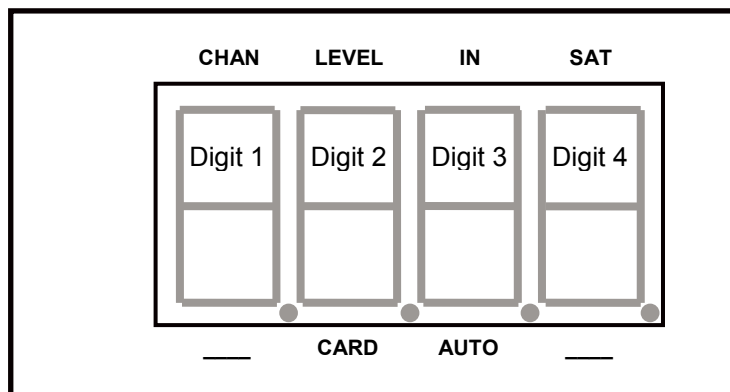 CHAN LEVEL IN SAT
Digit 1 Digit 2 Digit 3 Digit 4
____ CARD AUTO ____